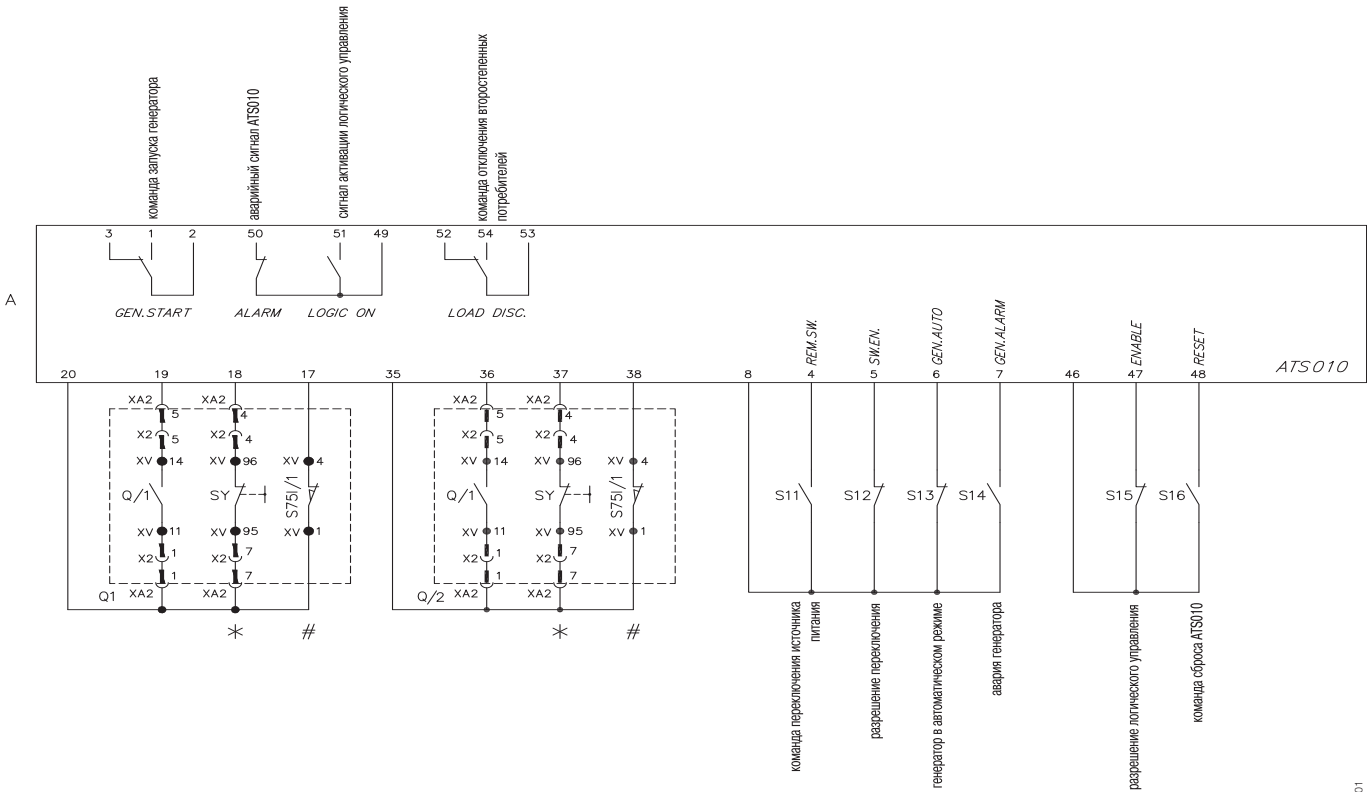 команда запуска генератора
аварийный сигнал ATS010
сигнал активации логического управления
команда отключения второстепенных
потребителей
3 1 2 50 51 49 52 54 53
A
GEN.START ALARM LOGIC ON LOAD DISC.
REM.SW. SW.EN. GEN.AUTO GEN.ALARM ENABLE RESET
ATS010
20 19 18 17 35 36 37 38 8 4 5 6 7 46 47 48
XA2 XA2 XA2 XA2
5 4 5 4
X2 5 X2 4 X2 5 X2 4
XV 14 XV 96 XV 4 XV 14 XV 96 XV 4
Q/1 SY S75I/1 Q/1 SY S75I/1
S11 S12 S13 S14 S15 S16
XV 11 XV 95 XV 1 XV 11 XV 95 XV 1
X2 1 X2 7 X2 1 X2 7
1 7 1 7
Q1 XA2 XA2 Q/2 XA2 XA2
* # * #
команда переключения источника
питания
разрешение переключения
генератор в автоматическом режиме
авария генератора
разрешение логического управления
команда сброса ATS010
01